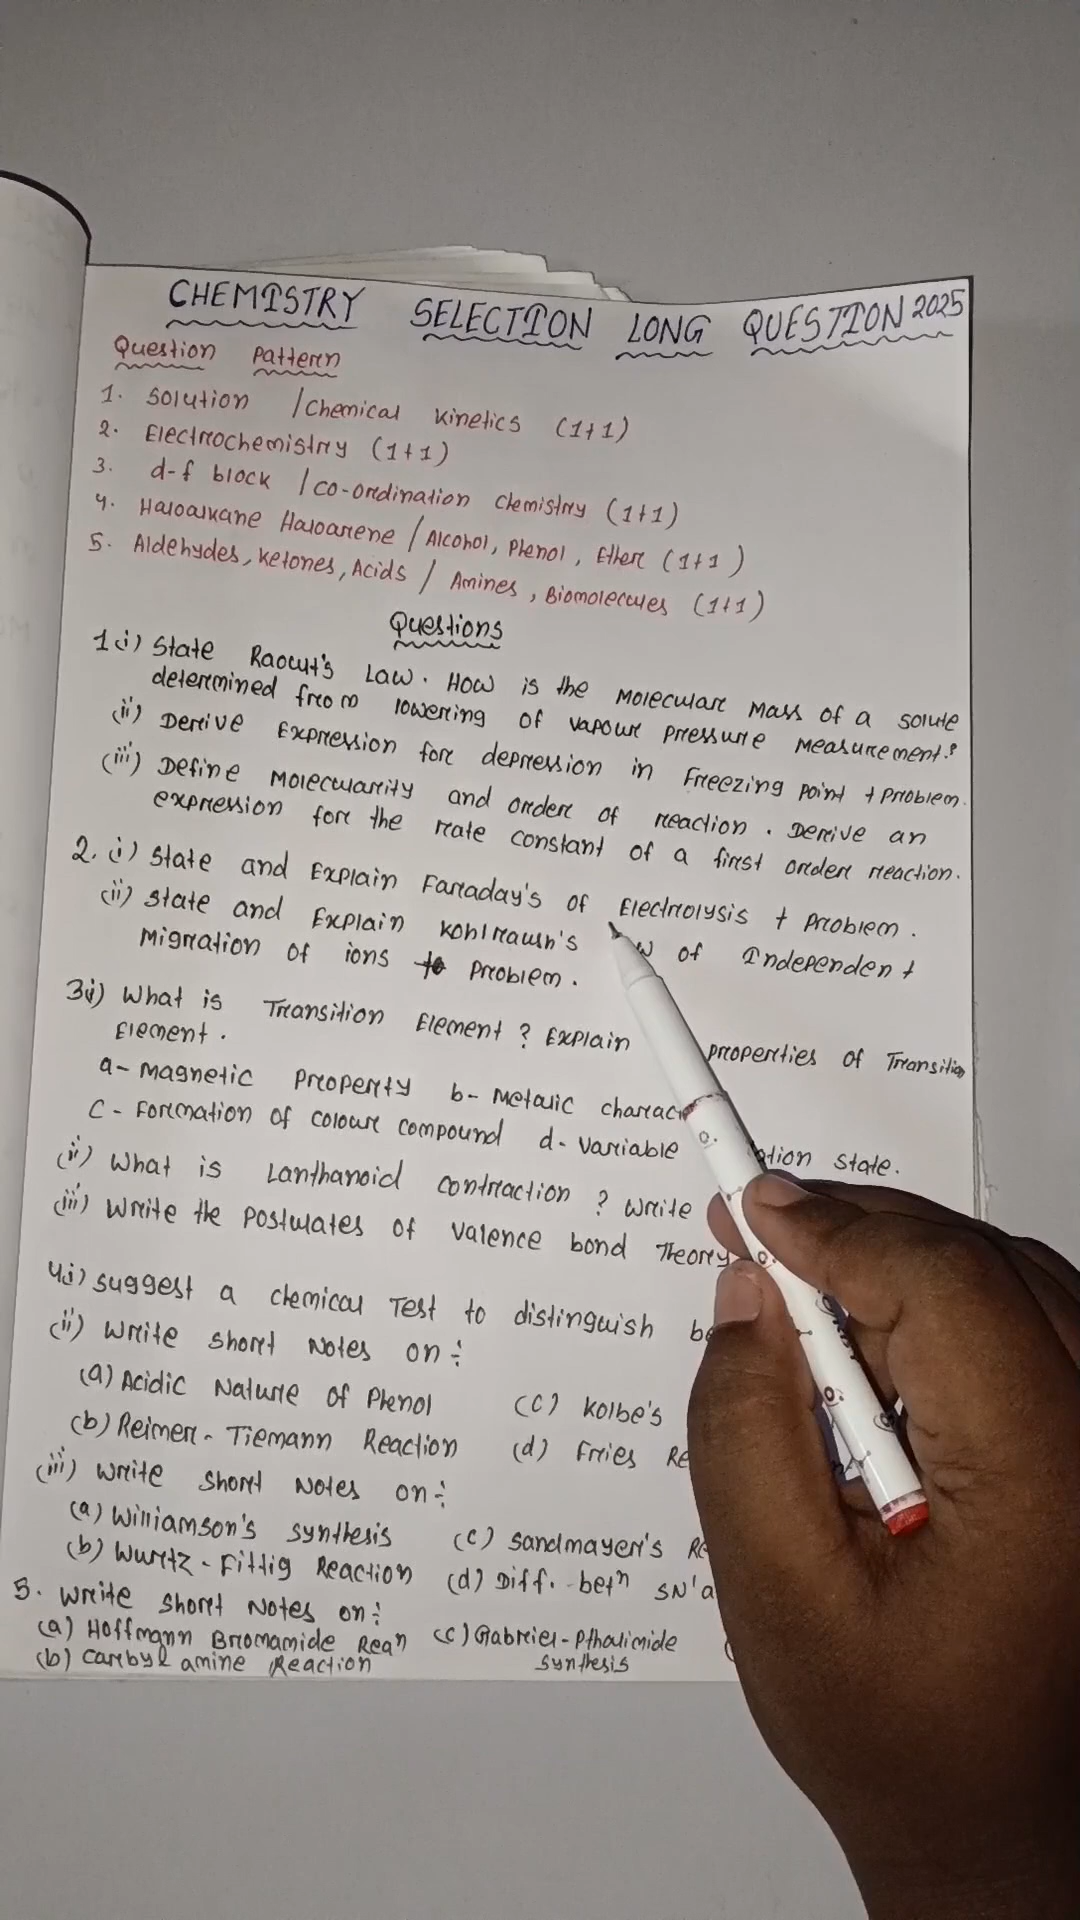 CHEMISTRY SELECTION LONG QUESTION 2025
Question Pattern
1. Solution / Chemical Kinetics (1+1)
2. Electrochemistry (1+1)
3. d-f block / co-ordination chemistry (1+1)
4. Haloalkane Haloarene / Alcohol, Phenol, Ether (1+1)
5. Aldehydes, Ketones, Acids / Amines, Biomolecules (1+1)
Questions
1 i) State Raoult's Law. How is the Molecular Mass of a solute
determined from lowering of vapour pressure measurement?
(ii) Derive Expression for depression in Freezing point + Problem.
(iii) Define Molecularity and order of reaction. Derive an
expression for the rate constant of a first order reaction.
2. i) State and Explain Faraday's of Electrolysis + Problem.
(ii) State and Explain Kohlraush's of Independent
Migration of ions Problem.
3 i) What is Transition Element? Explain properties of Transition
Element.
a- Magnetic Property b- Metalic
c- Formation of colour compound d- Variable State.
(ii) What is Lanthanoid contraction? Write
(iii) Write the Postulates of Valence bond Theory
4 i) Suggest a chemical Test to distinguish
(ii) Write Short Notes on ÷
(a) Acidic Nature of Phenol (c) Kolbe's
(b) Reimer-Tiemann Reaction (d) Fries
(iii) Write Short Notes on ÷
(a) Williamson's Synthesis (c) Sandmayer's
(b) Wurtz-Fittig Reaction (d) Diff. betn SN'
5. Write Short Notes on ÷
(a) Hoffmann Bromamide Rean (c) Gabriel-Pthalimide
(b) Carbyl amine Reaction Synthesis